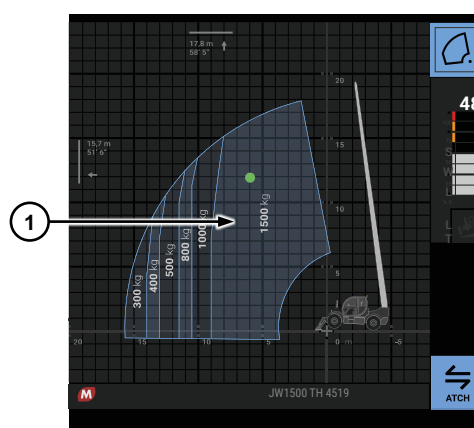 17,8 m
58' 5"
20
48
15,7 m
51' 6"
15
S
W
L
1
10
1500 kg
1000 kg
800 kg
500 kg
400 kg
300 kg
L
T
5
20
15
10
5
0 m
-5
M
JW1500 TH 4519
ATCH